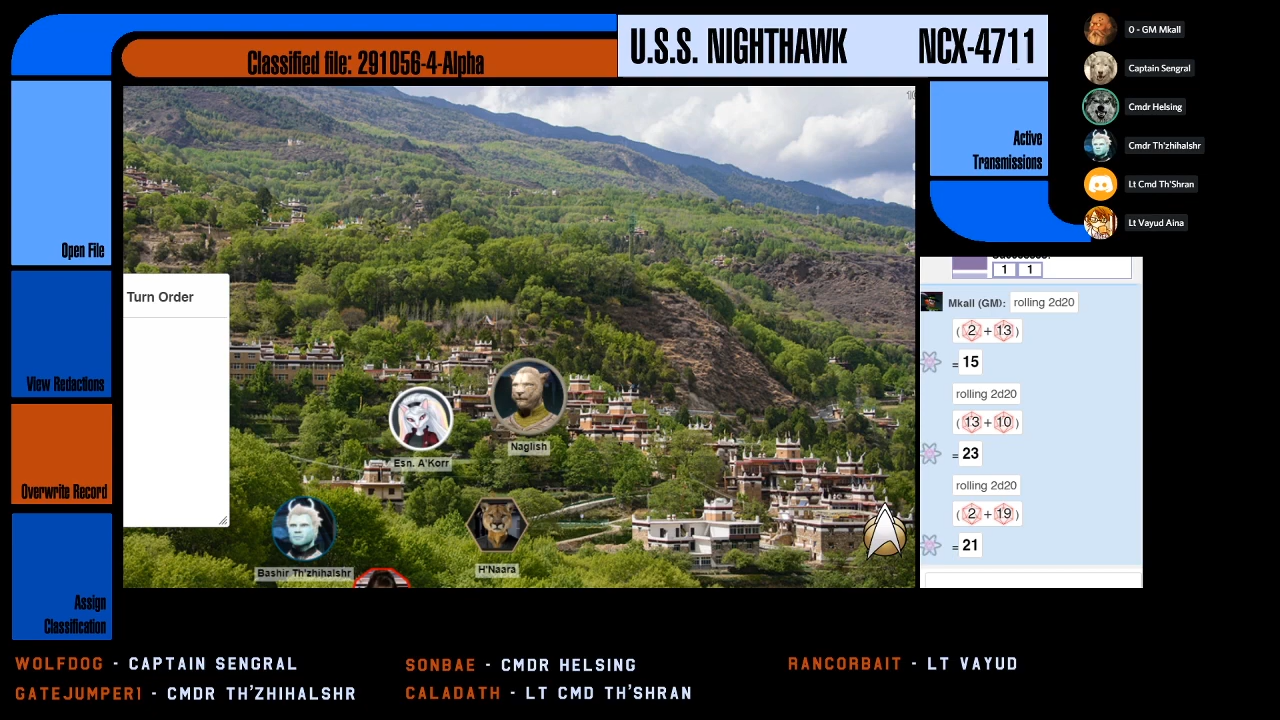 Classified file: 291056-4-Alpha
U.S.S. NIGHTHAWK NCX-4711
Open File
View Redactions
Overwrite Record
Assign
Classification
Active
Transmissions
0 - GM Mkall
Captain Sengral
Cmdr Helsing
Cmdr Th'zhihalshr
Lt Cmd Th'Shran
Lt Vayud Aina
Turn Order
Esn. A'Korr
Naglish
Bashir Th'zhihalshr
H'Naara
1 1
Mkall (GM): rolling 2d20
(2+13)
=15
rolling 2d20
(13+10)
=23
rolling 2d20
(2+19)
=21
WOLFDOG - CAPTAIN SENGRAL
SONBAE - CMDR HELSING
RANCORBAIT - LT VAYUD
GATEJUMPER1 - CMDR TH'ZHIHALSHR
CALADATH - LT CMD TH'SHRAN